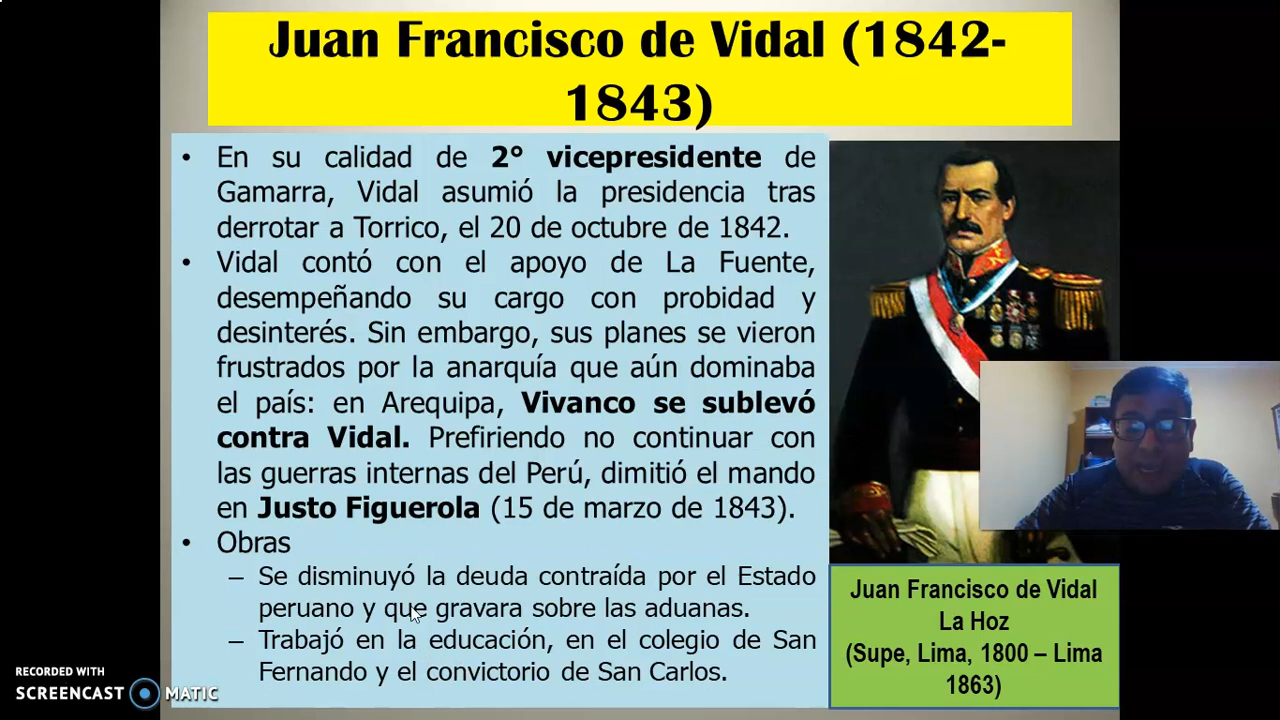 Juan Francisco de Vidal (1842-
1843)
• En su calidad de 2° vicepresidente de
Gamarra, Vidal asumió la presidencia tras
derrotar a Torrico, el 20 de octubre de 1842.
• Vidal contó con el apoyo de La Fuente,
desempeñando su cargo con probidad y
desinterés. Sin embargo, sus planes se vieron
frustrados por la anarquía que aún dominaba
el país: en Arequipa, Vivanco se sublevó
contra Vidal. Prefiriendo no continuar con
las guerras internas del Perú, dimitió el mando
en Justo Figuerola (15 de marzo de 1843).
• Obras
– Se disminuyó la deuda contraída por el Estado
peruano y que gravara sobre las aduanas.
– Trabajó en la educación, en el colegio de San
Fernando y el convictorio de San Carlos.
Juan Francisco de Vidal
La Hoz
(Supe, Lima, 1800 – Lima
1863)
RECORDED WITH
SCREENCAST MATIC